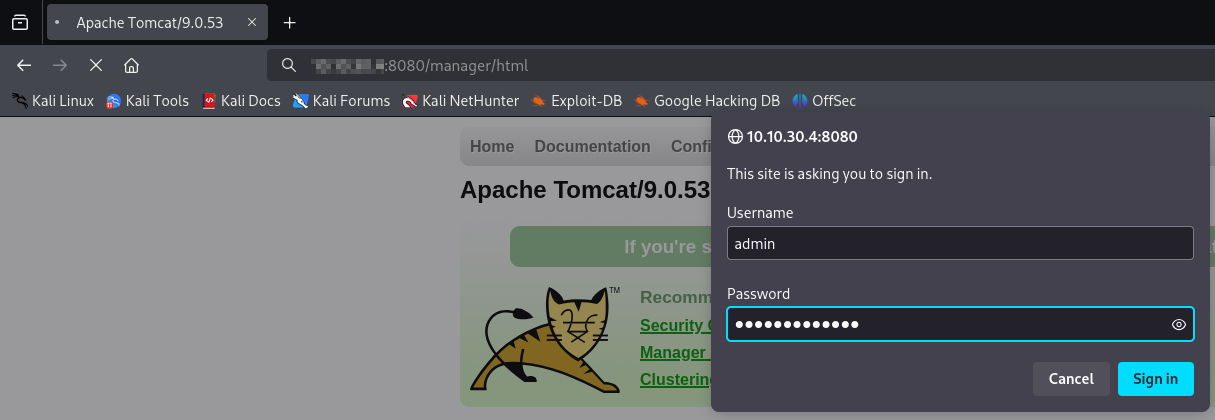 Apache Tomcat/9.0.53
:8080/manager/html
Kali Linux Kali Tools Kali Docs Kali Forums Kali NetHunter Exploit-DB Google Hacking DB OffSec
Home Documentation Confi
Apache Tomcat/9.0.53
If you're s
TM
Recomm
Security
Manager
Clustering
10.10.30.4:8080
This site is asking you to sign in.
Username
admin
Password
●●●●●●●●●●●●●
Cancel Sign in